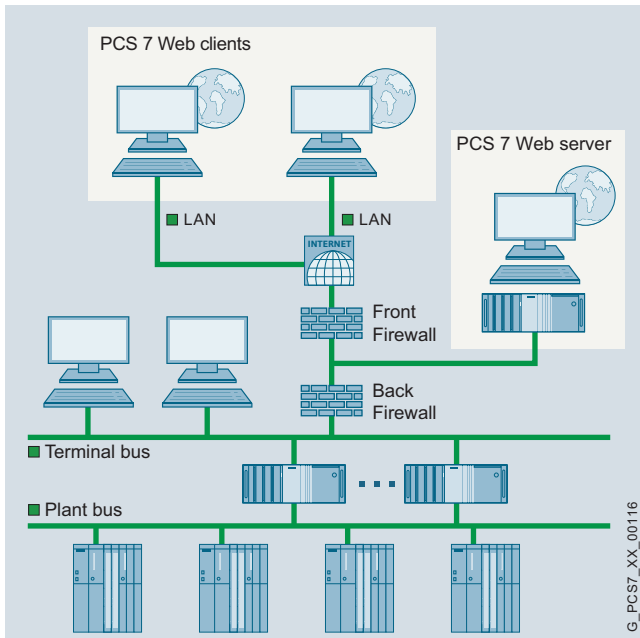 PCS 7 Web clients
PCS 7 Web server
LAN
LAN
INTERNET
Front
Firewall
Back
Firewall
Terminal bus
Plant bus
G_PCS7_XX_00116